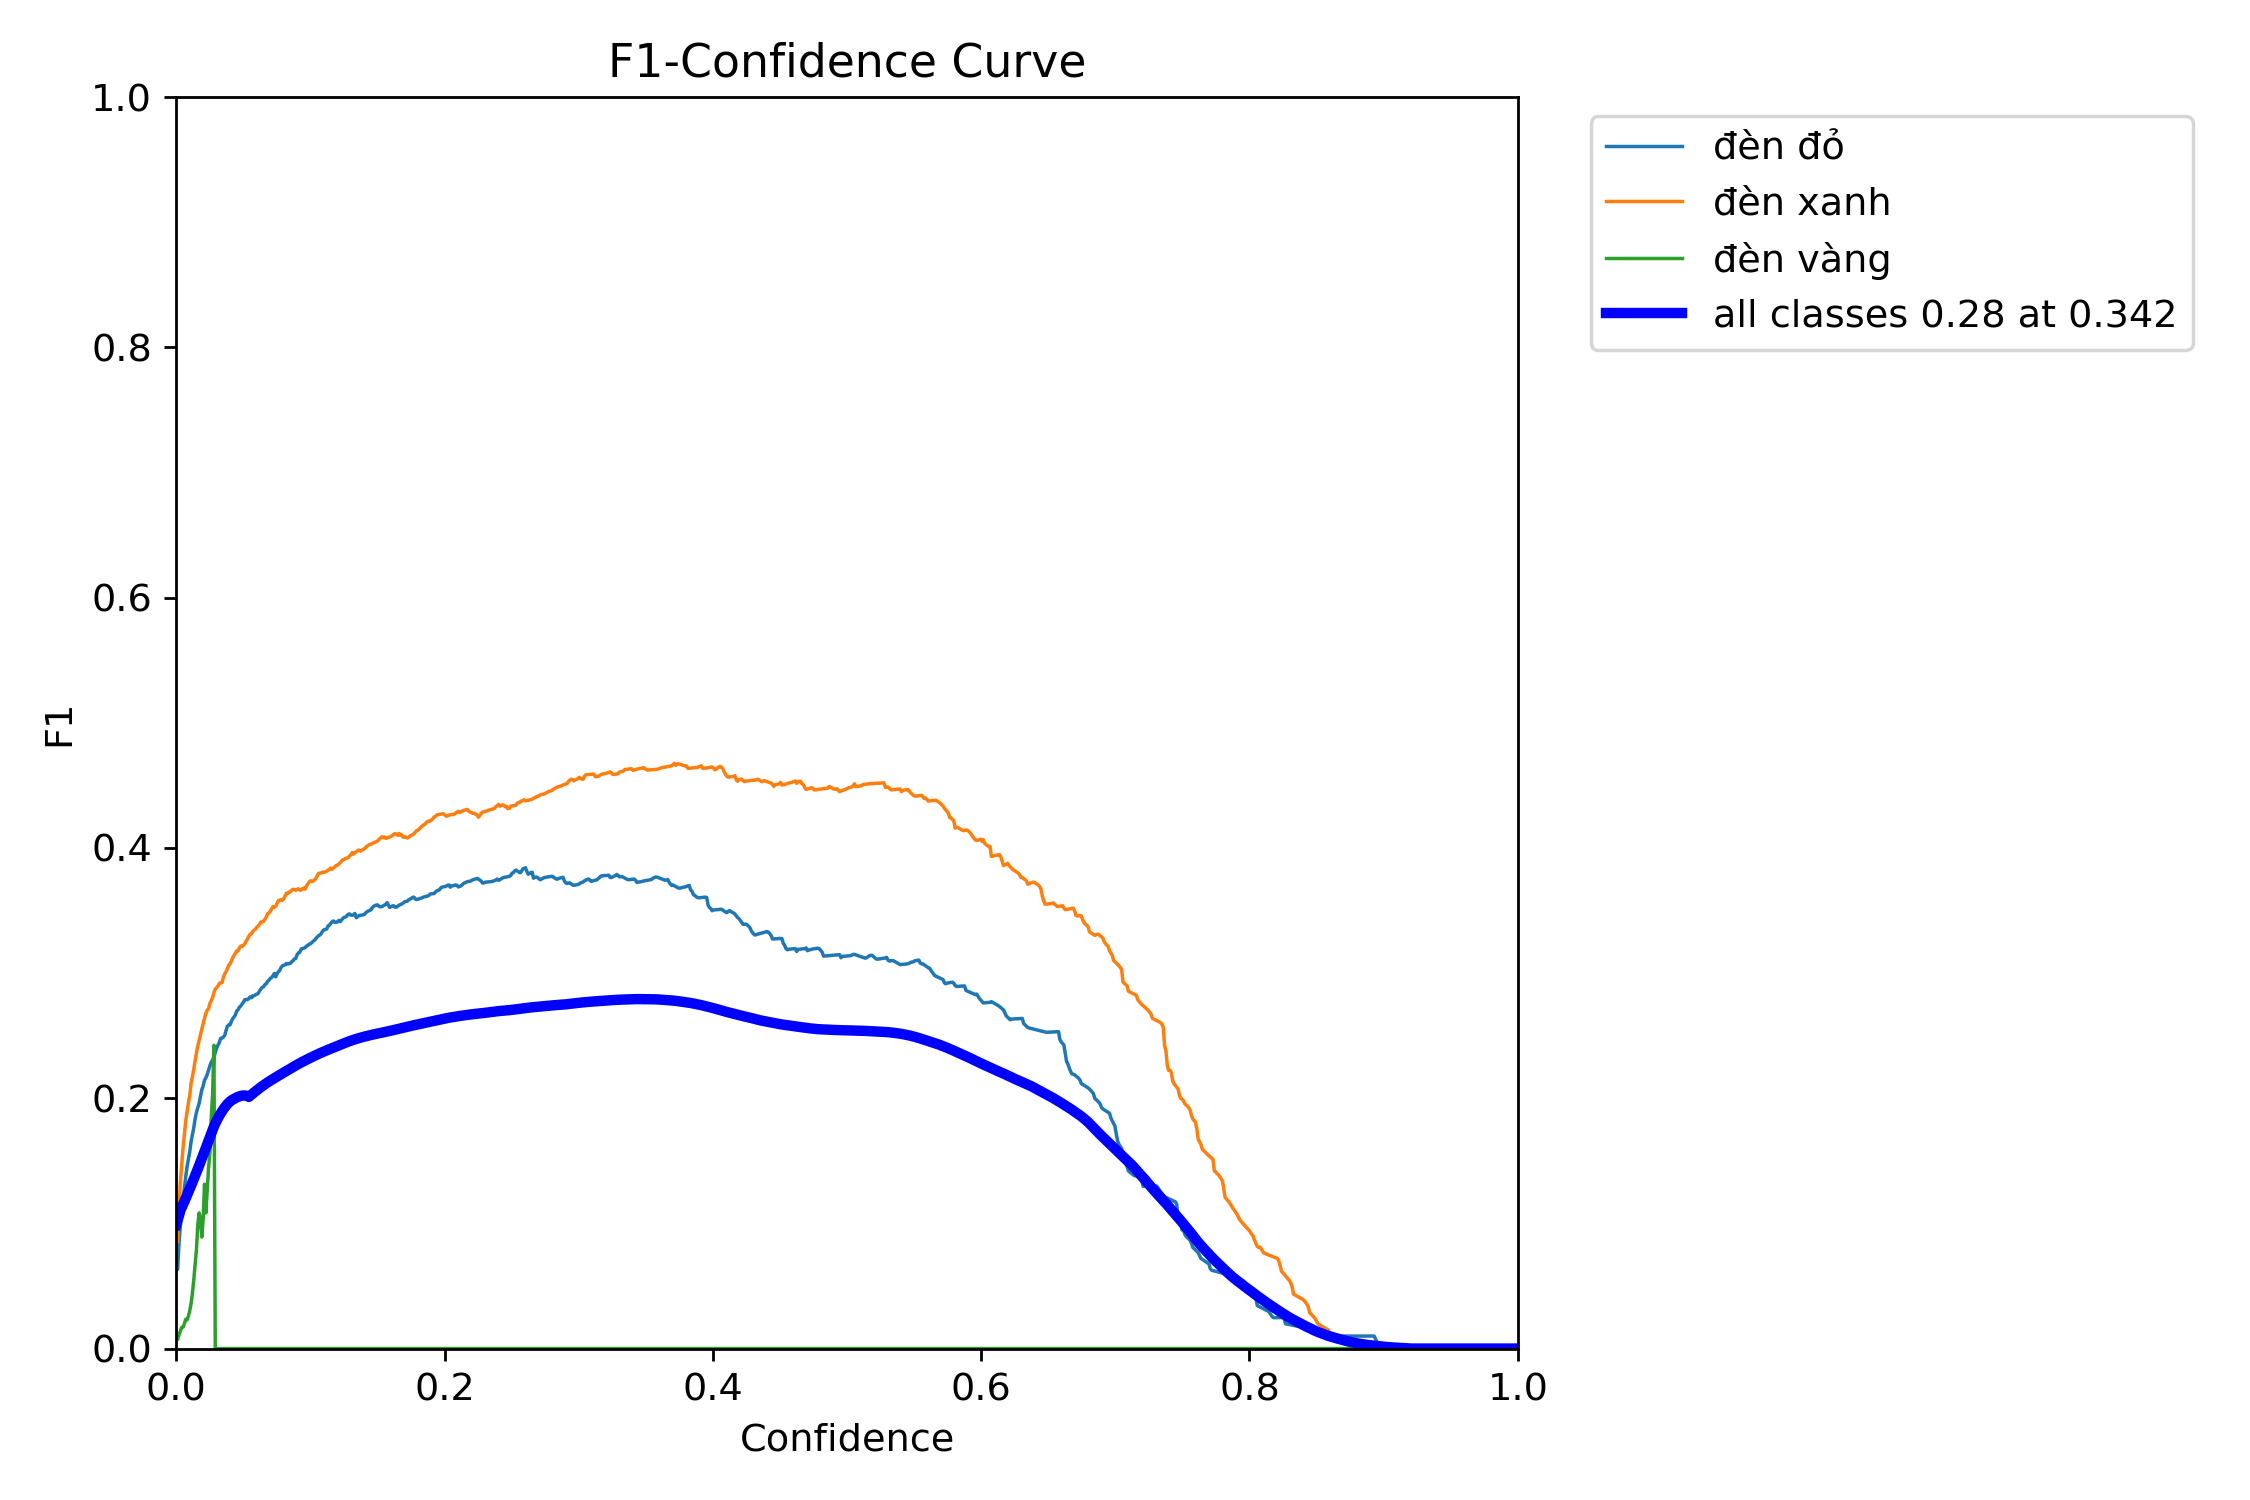 F1-Confidence Curve
1.0
0.8
0.6
0.4
0.2
0.0
F1
0.0 0.2 0.4 0.6 0.8 1.0
Confidence
đèn đỏ
đèn xanh
đèn vàng
all classes 0.28 at 0.342